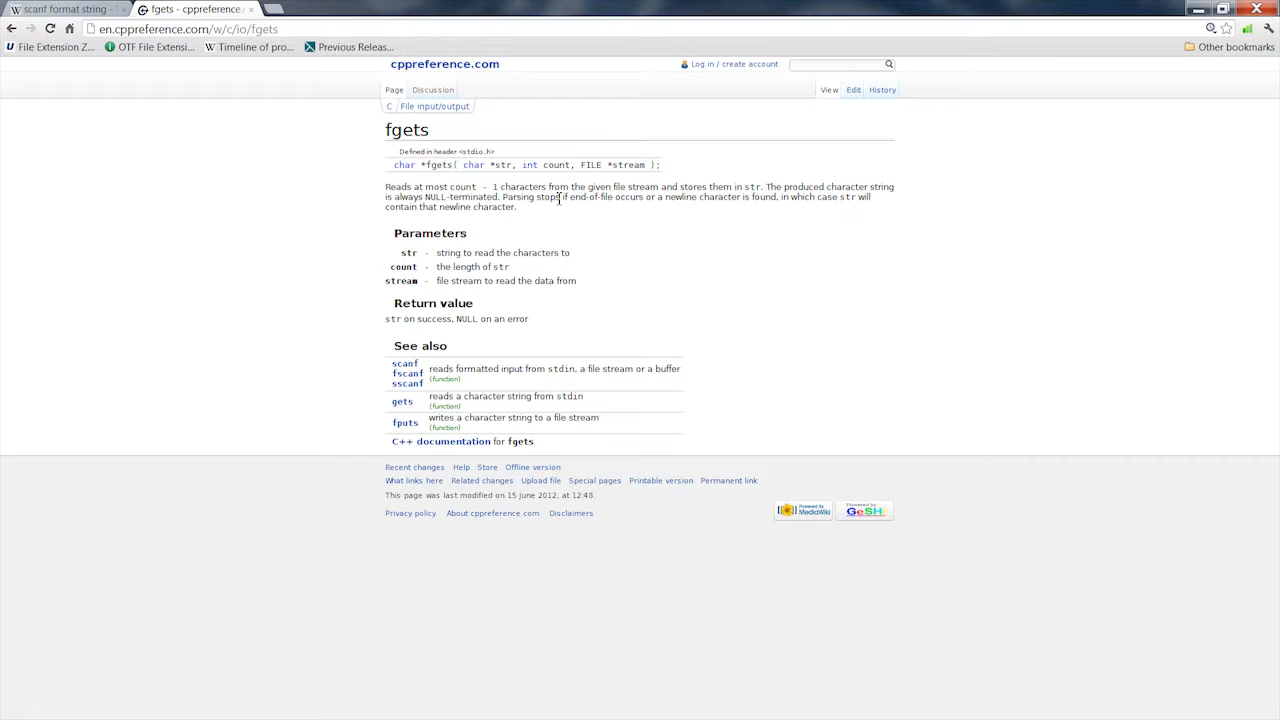 scanf format string -
fgets - cppreference.com
en.cppreference.com/w/c/io/fgets
File Extension Z...
OTF File Extensi...
Timeline of pro...
Previous Releas...
Other bookmarks
cppreference.com
Log in / create account
Page
Discussion
View
Edit
History
C
File input/output
fgets
Defined in header <stdio.h>
char *fgets( char *str, int count, FILE *stream );
Reads at most count - 1 characters from the given file stream and stores them in str. The produced character string
is always NULL-terminated. Parsing stops if end-of-file occurs or a newline character is found, in which case str will
contain that newline character.
Parameters
str - string to read the characters to
count - the length of str
stream - file stream to read the data from
Return value
str on success, NULL on an error
See also
scanf
fscanf
sscanf
reads formatted input from stdin, a file stream or a buffer
(function)
gets
reads a character string from stdin
(function)
fputs
writes a character string to a file stream
(function)
C++ documentation for fgets
Recent changes Help Store Offline version
What links here Related changes Upload file Special pages Printable version Permanent link
This page was last modified on 15 June 2012, at 12:48.
Privacy policy About cppreference.com Disclaimers
Powered By
MediaWiki
Powered by
GeSHi